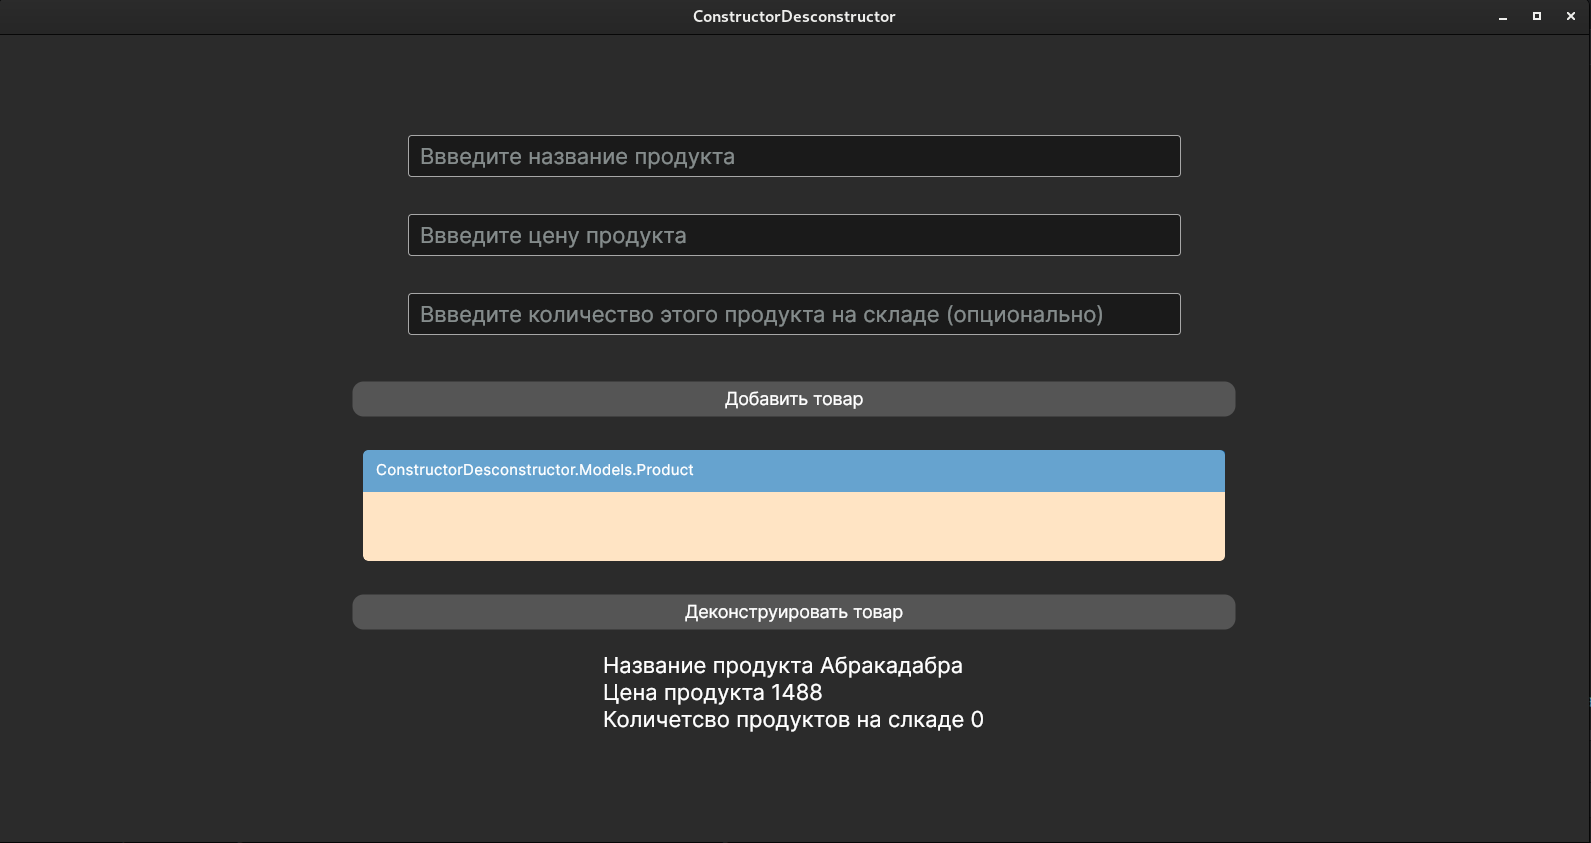 ConstructorDesconstructor
Ввведите название продукта
Ввведите цену продукта
Ввведите количество этого продукта на складе (опционально)
Добавить товар
ConstructorDesconstructor.Models.Product
Деконструировать товар
Название продукта Абракадабра
Цена продукта 1488
Количетсво продуктов на слкаде 0